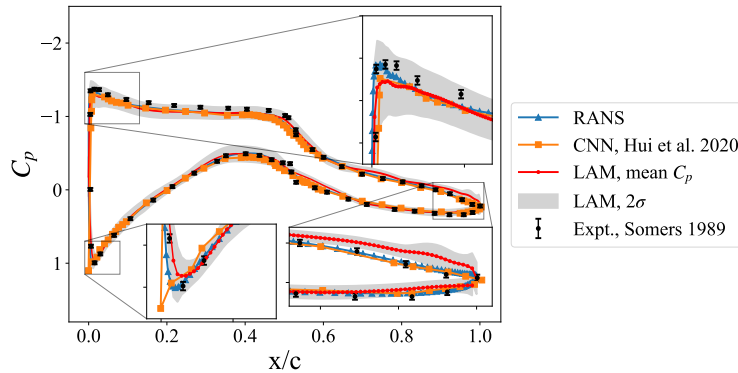 −2
−1
0
1
C_p
0.0
0.2
0.4
0.6
0.8
1.0
x/c
RANS
CNN, Hui et al. 2020
LAM, mean C_p
LAM, 2σ
Expt., Somers 1989